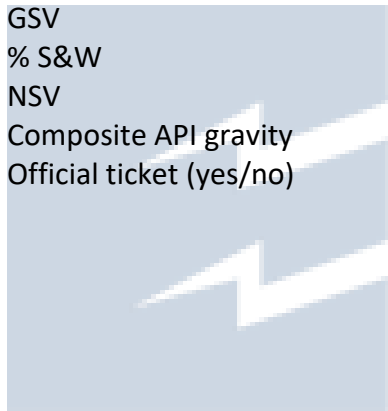 GSV
% S&W
NSV
Composite API gravity
Official ticket (yes/no)